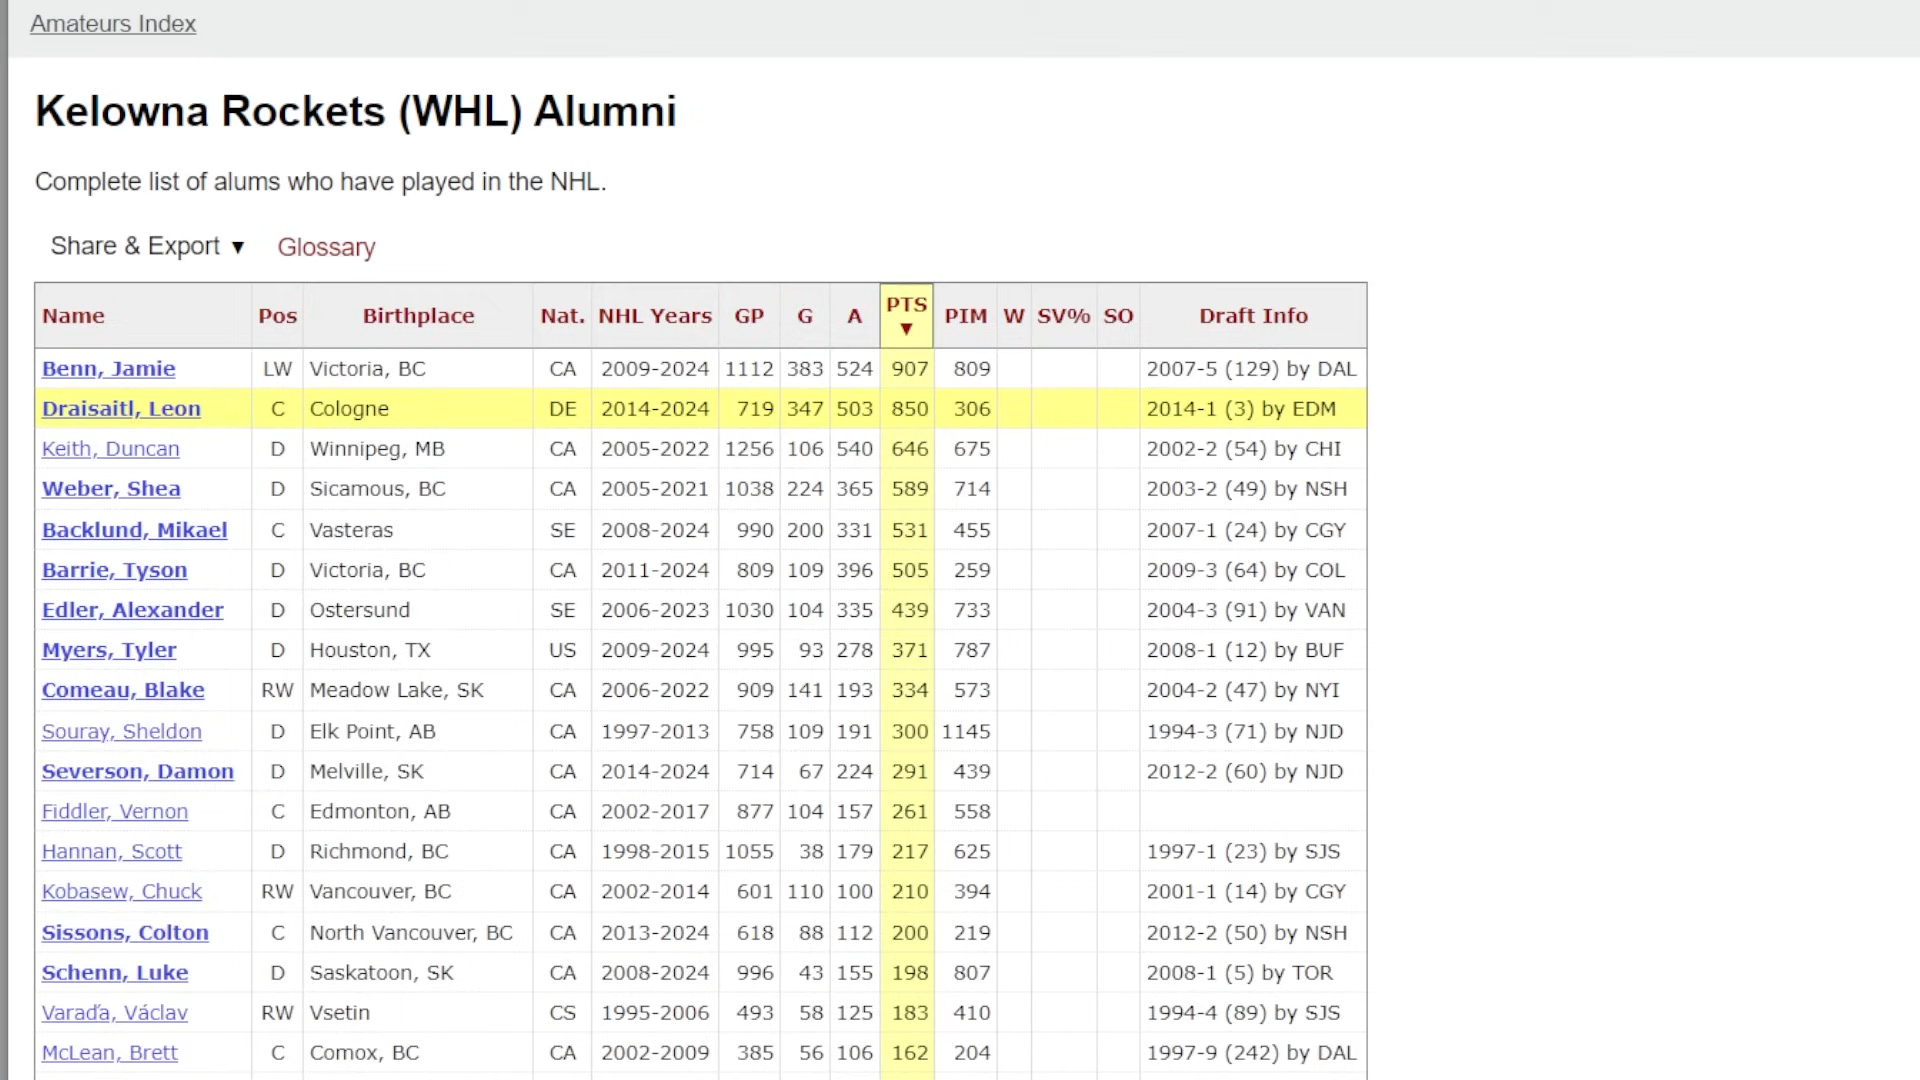 Amateurs Index
Kelowna Rockets (WHL) Alumni
Complete list of alums who have played in the NHL.
Share & Export ▼ Glossary
Name Pos Birthplace Nat. NHL Years GP G A PTS ▼ PIM W SV% SO Draft Info
Benn, Jamie LW Victoria, BC CA 2009-2024 1112 383 524 907 809 2007-5 (129) by DAL
Draisaitl, Leon C Cologne DE 2014-2024 719 347 503 850 306 2014-1 (3) by EDM
Keith, Duncan D Winnipeg, MB CA 2005-2022 1256 106 540 646 675 2002-2 (54) by CHI
Weber, Shea D Sicamous, BC CA 2005-2021 1038 224 365 589 714 2003-2 (49) by NSH
Backlund, Mikael C Vasteras SE 2008-2024 990 200 331 531 455 2007-1 (24) by CGY
Barrie, Tyson D Victoria, BC CA 2011-2024 809 109 396 505 259 2009-3 (64) by COL
Edler, Alexander D Ostersund SE 2006-2023 1030 104 335 439 733 2004-3 (91) by VAN
Myers, Tyler D Houston, TX US 2009-2024 995 93 278 371 787 2008-1 (12) by BUF
Comeau, Blake RW Meadow Lake, SK CA 2006-2022 909 141 193 334 573 2004-2 (47) by NYI
Souray, Sheldon D Elk Point, AB CA 1997-2013 758 109 191 300 1145 1994-3 (71) by NJD
Severson, Damon D Melville, SK CA 2014-2024 714 67 224 291 439 2012-2 (60) by NJD
Fiddler, Vernon C Edmonton, AB CA 2002-2017 877 104 157 261 558
Hannan, Scott D Richmond, BC CA 1998-2015 1055 38 179 217 625 1997-1 (23) by SJS
Kobasew, Chuck RW Vancouver, BC CA 2002-2014 601 110 100 210 394 2001-1 (14) by CGY
Sissons, Colton C North Vancouver, BC CA 2013-2024 618 88 112 200 219 2012-2 (50) by NSH
Schenn, Luke D Saskatoon, SK CA 2008-2024 996 43 155 198 807 2008-1 (5) by TOR
Varaďa, Václav RW Vsetin CS 1995-2006 493 58 125 183 410 1994-4 (89) by SJS
McLean, Brett C Comox, BC CA 2002-2009 385 56 106 162 204 1997-9 (242) by DAL